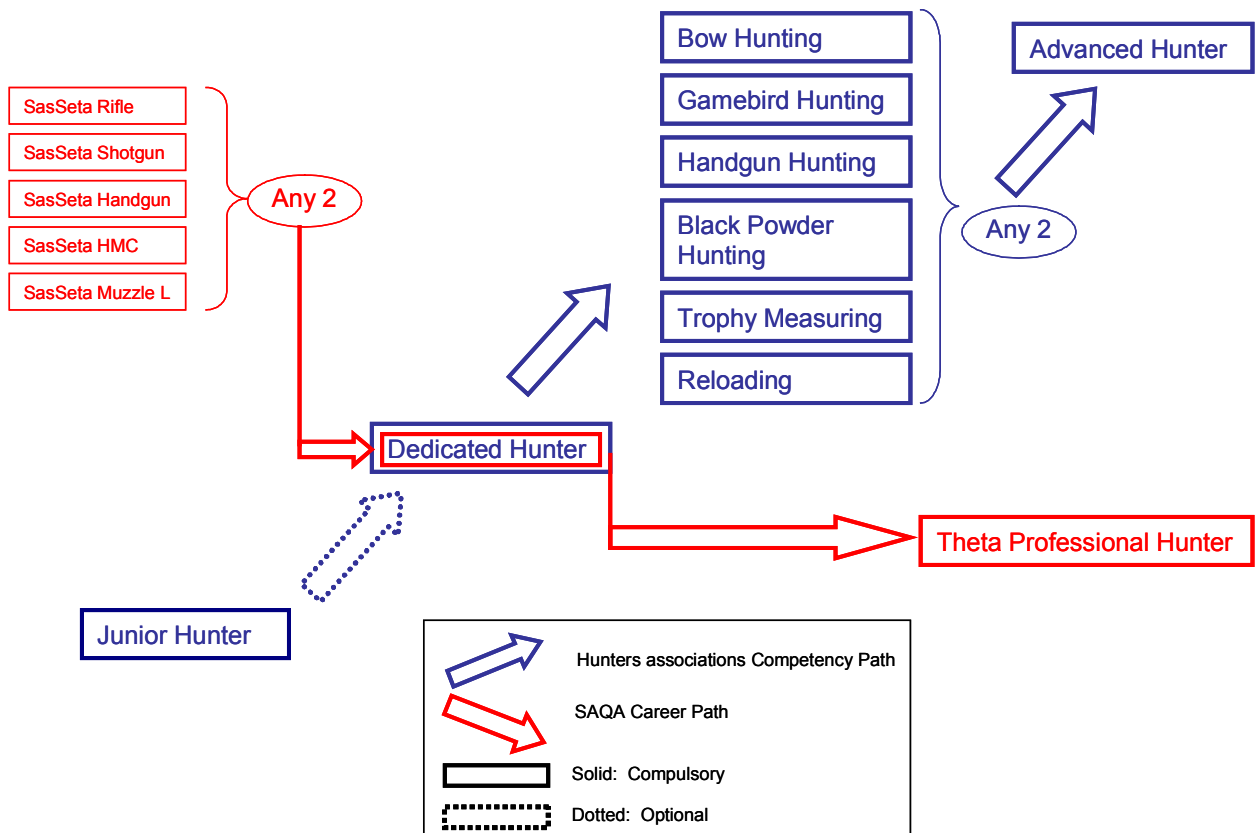 Bow Hunting
Advanced Hunter
Gamebird Hunting
SasSeta Rifle
SasSeta Shotgun
Handgun Hunting
SasSeta Handgun
Any 2
Black Powder
Hunting
Any 2
SasSeta HMC
SasSeta Muzzle L
Trophy Measuring
Reloading
Dedicated Hunter
Theta Professional Hunter
Junior Hunter
Hunters associations Competency Path
SAQA Career Path
Solid: Compulsory
Dotted: Optional